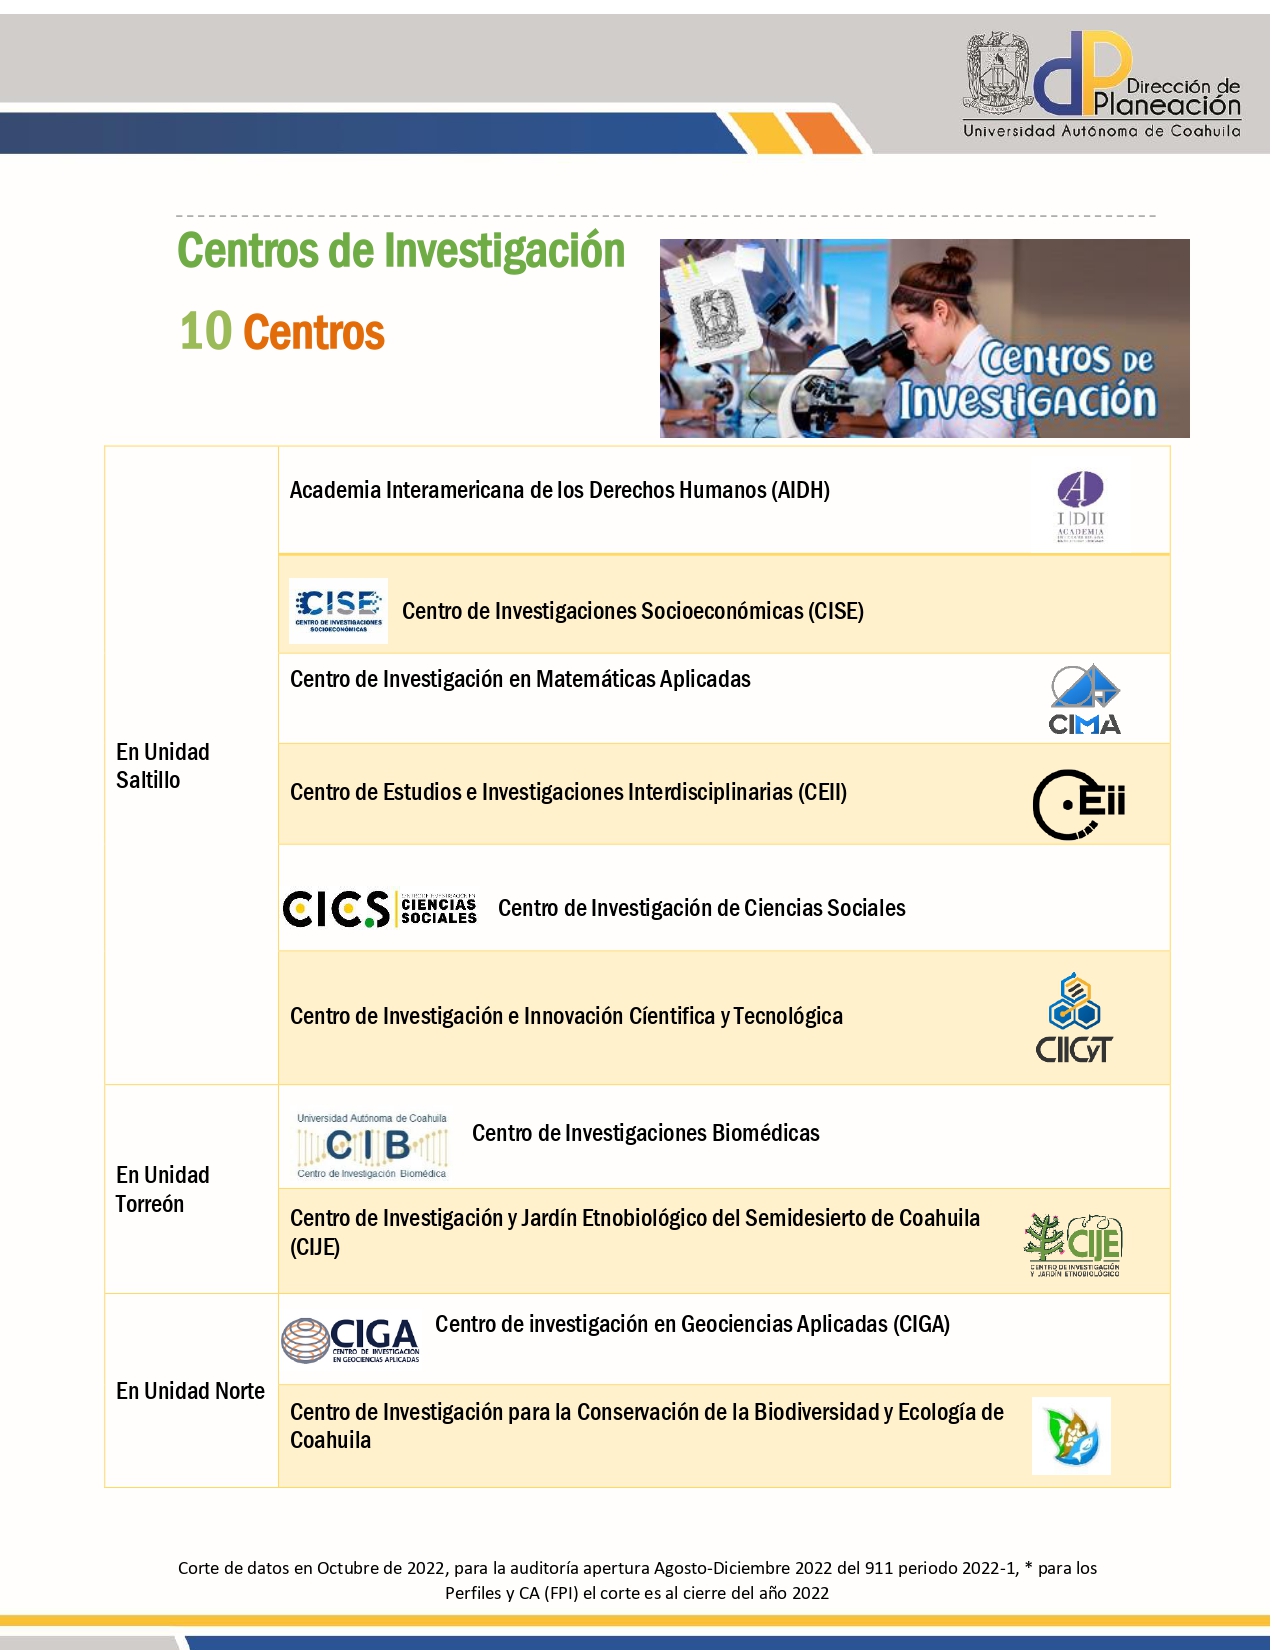 Dirección de
Planeación
Universidad Autónoma de Coahuila
Centros de Investigación
10 Centros
Centros de
Investigación
En Unidad
Saltillo
Academia Interamericana de los Derechos Humanos (AIDH)
A
I|D|H
ACADEMIA
CISE
CENTRO DE INVESTIGACIONES
SOCIOECONÓMICAS
Centro de Investigaciones Socioeconómicas (CISE)
Centro de Investigación en Matemáticas Aplicadas
CIMA
Centro de Estudios e Investigaciones Interdisciplinarias (CEII)
CEii
CICS
CENTRO DE INVESTIGACIÓN EN
CIENCIAS
SOCIALES
Centro de Investigación de Ciencias Sociales
Centro de Investigación e Innovación Cíentifica y Tecnológica
CIICyT
En Unidad
Torreón
Universidad Autónoma de Coahuila
CIB
Centro de Investigación Biomédica
Centro de Investigaciones Biomédicas
Centro de Investigación y Jardín Etnobiológico del Semidesierto de Coahuila
(CIJE)
CIJE
CENTRO DE INVESTIGACIÓN
Y JARDÍN ETNOBIOLÓGICO
En Unidad Norte
CIGA
CENTRO DE INVESTIGACIÓN
EN GEOCIENCIAS APLICADAS
Centro de investigación en Geociencias Aplicadas (CIGA)
Centro de Investigación para la Conservación de la Biodiversidad y Ecología de
Coahuila
Corte de datos en Octubre de 2022, para la auditoría apertura Agosto-Diciembre 2022 del 911 periodo 2022-1, * para los
Perfiles y CA (FPI) el corte es al cierre del año 2022